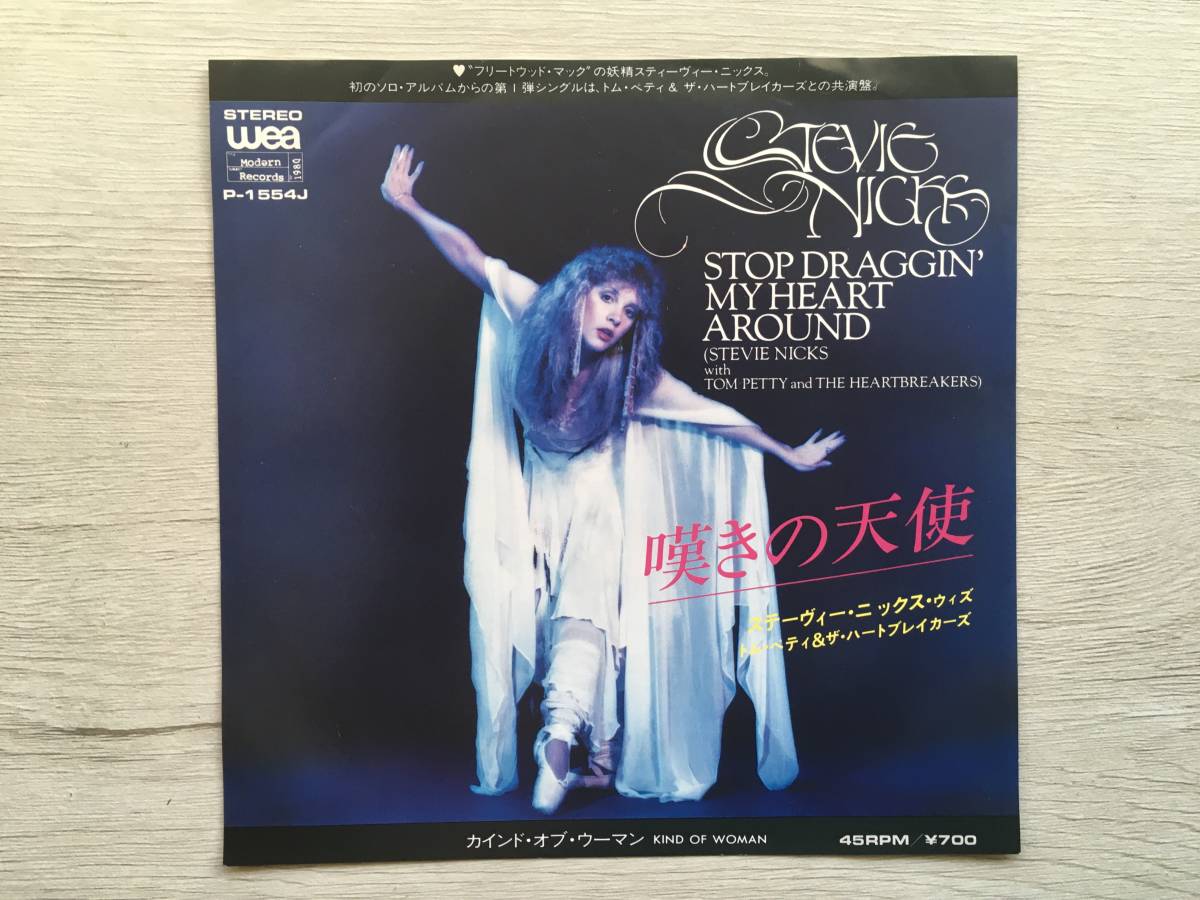 ♥"フリートウッド・マック"の妖精スティーヴィー・ニックス。
初のソロ・アルバムからの第1弾シングルは、トム・ペティ & ザ・ハートブレイカーズとの共演盤。
STEREO
wea
Modern
Records
1980
P-1554J
STEVIE
NICKS
STOP DRAGGIN'
MY HEART
AROUND
(STEVIE NICKS
with
TOM PETTY and THE HEARTBREAKERS)
嘆きの天使
ステーヴィー・ニックス・ウィズ
トム・ペティ&ザ・ハートブレイカーズ
カインド・オブ・ウーマン KIND OF WOMAN
45RPM/¥700